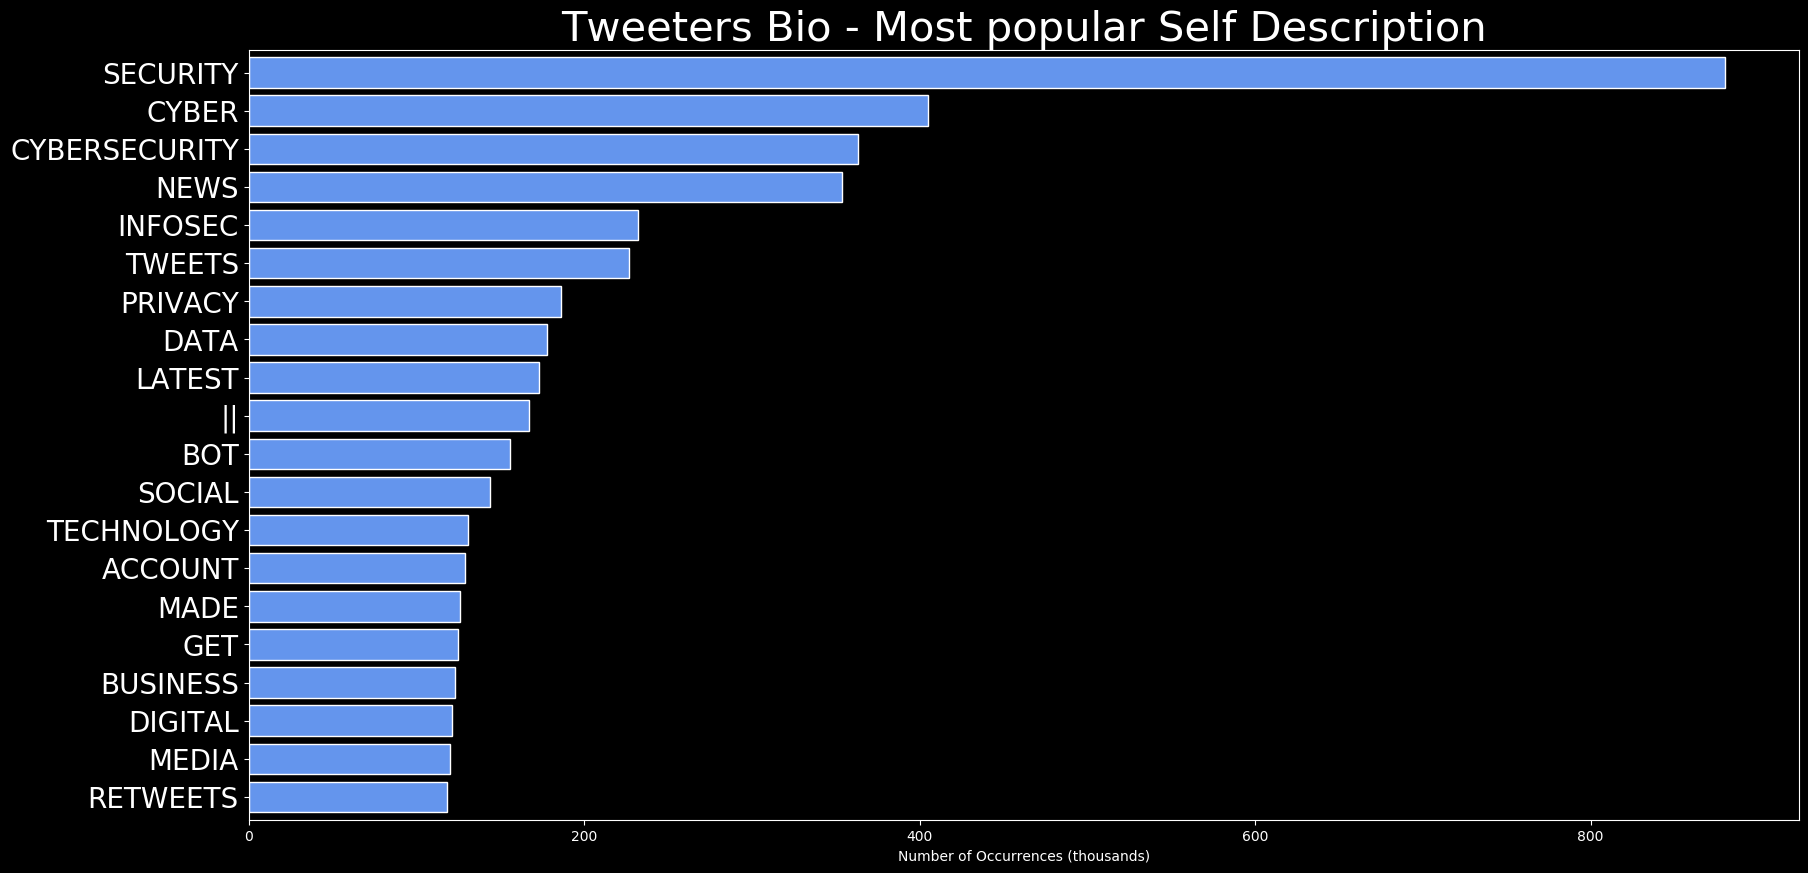 Tweeters Bio - Most popular Self Description
SECURITY
CYBER
CYBERSECURITY
NEWS
INFOSEC
TWEETS
PRIVACY
DATA
LATEST
||
BOT
SOCIAL
TECHNOLOGY
ACCOUNT
MADE
GET
BUSINESS
DIGITAL
MEDIA
RETWEETS
0 200 400 600 800
Number of Occurrences (thousands)